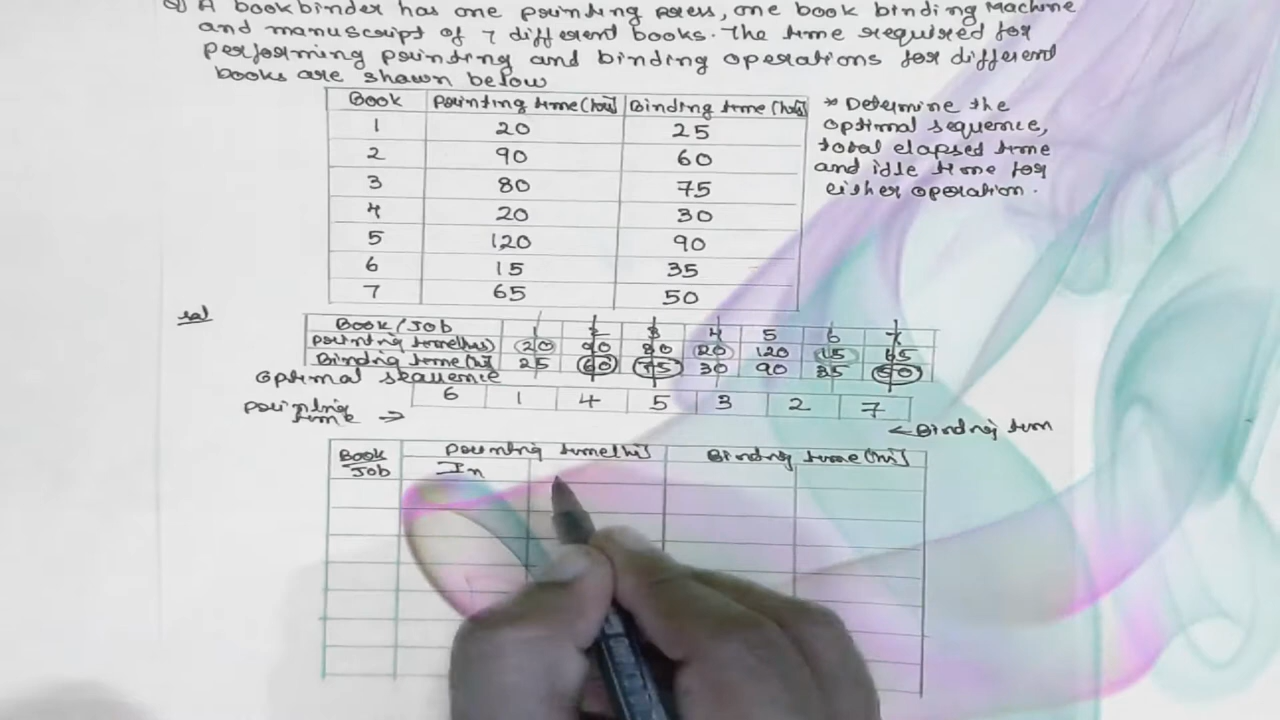 Q) A bookbinder has one printing press, one book binding Machine
and manuscript of 7 different books. The time required for
performing printing and binding operations for different
books are shown below
Book Printing time (hrs) Binding time (hrs)
1 20 25
2 90 60
3 80 75
4 20 30
5 120 90
6 15 35
7 65 50
* Determine the
optimal sequence,
total elapsed time
and idle time for
either operation.
sol
Book/Job 1 2 3 4 5 6 7
Printing time (hrs) 20 90 80 20 120 15 65
Binding time (hr) 25 60 75 30 90 35 50
Optimal sequence
6 1 4 5 3 2 7
Printing
time →
← Binding tim
Book
Job
Printing time (hr) Binding time (hr)
In